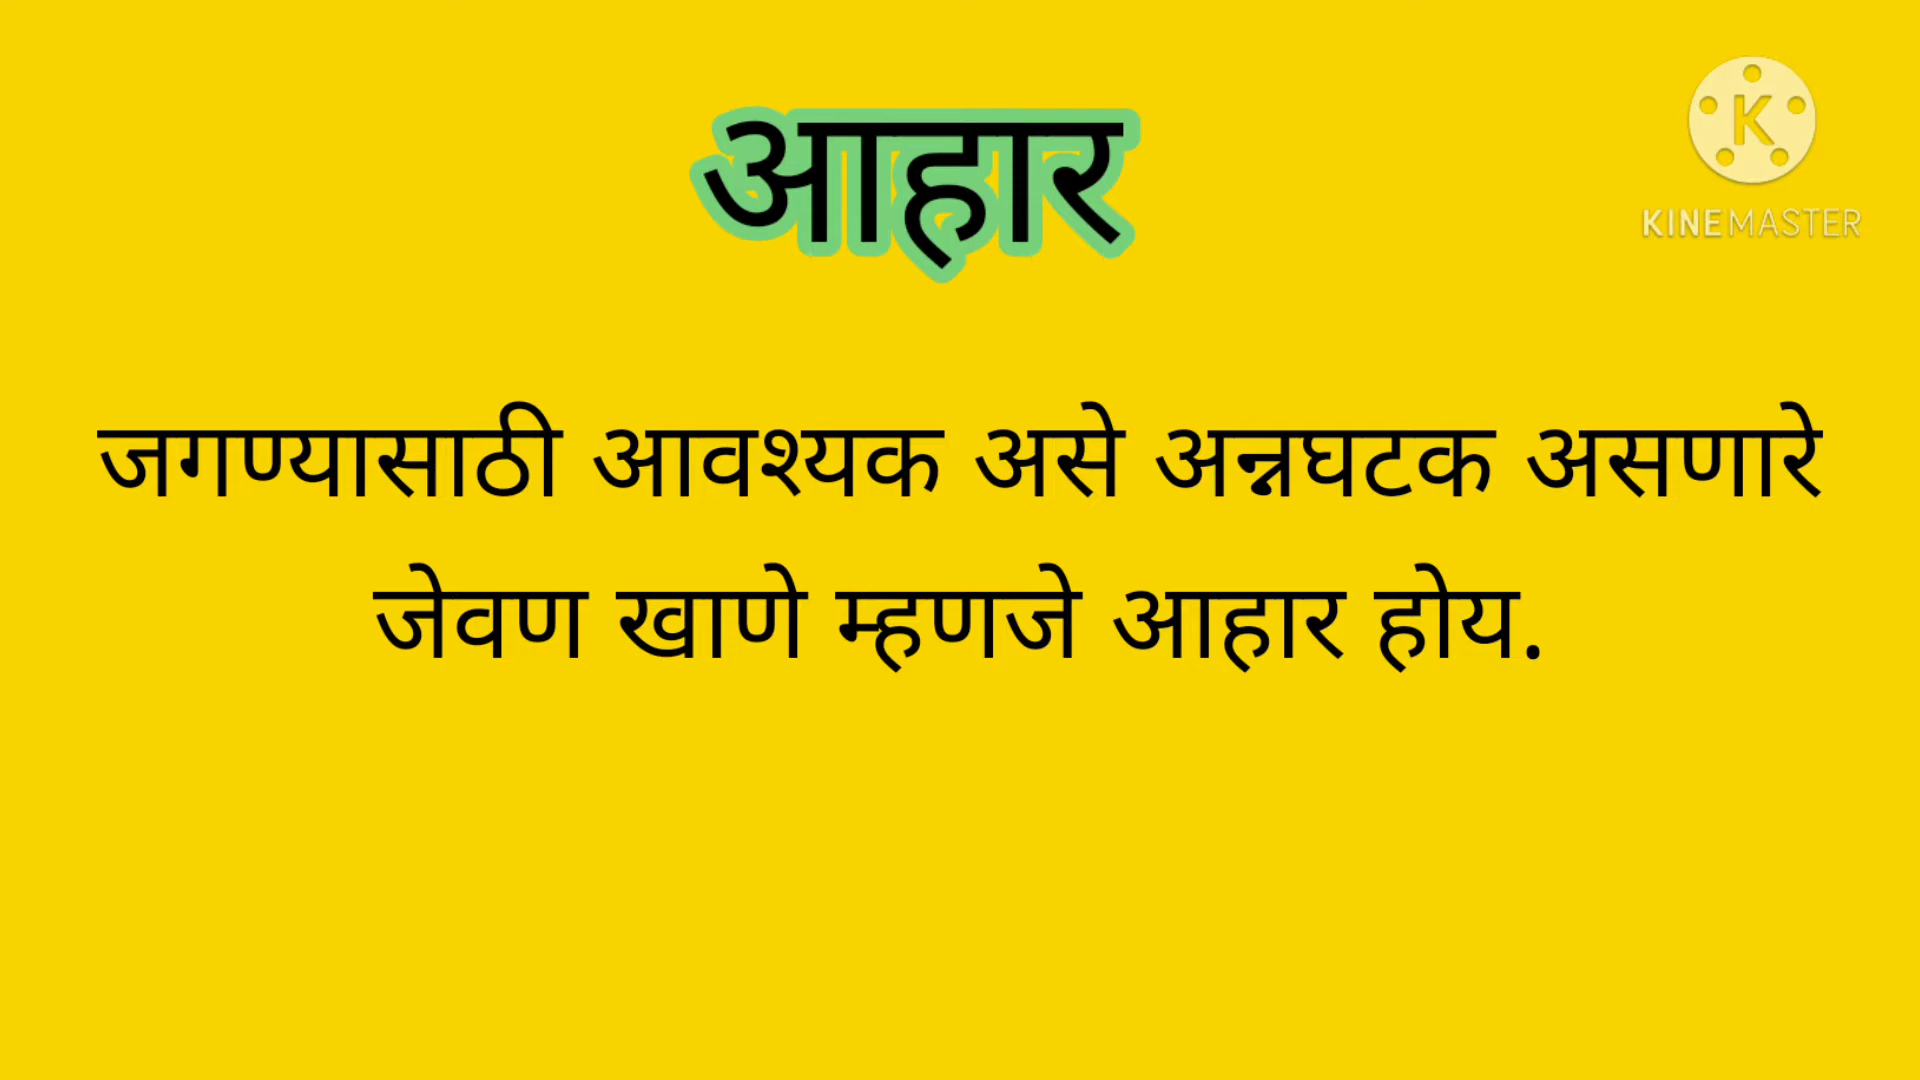 आहार
KINEMASTER
जगण्यासाठी आवश्यक असे अन्नघटक असणारे
जेवण खाणे म्हणजे आहार होय.